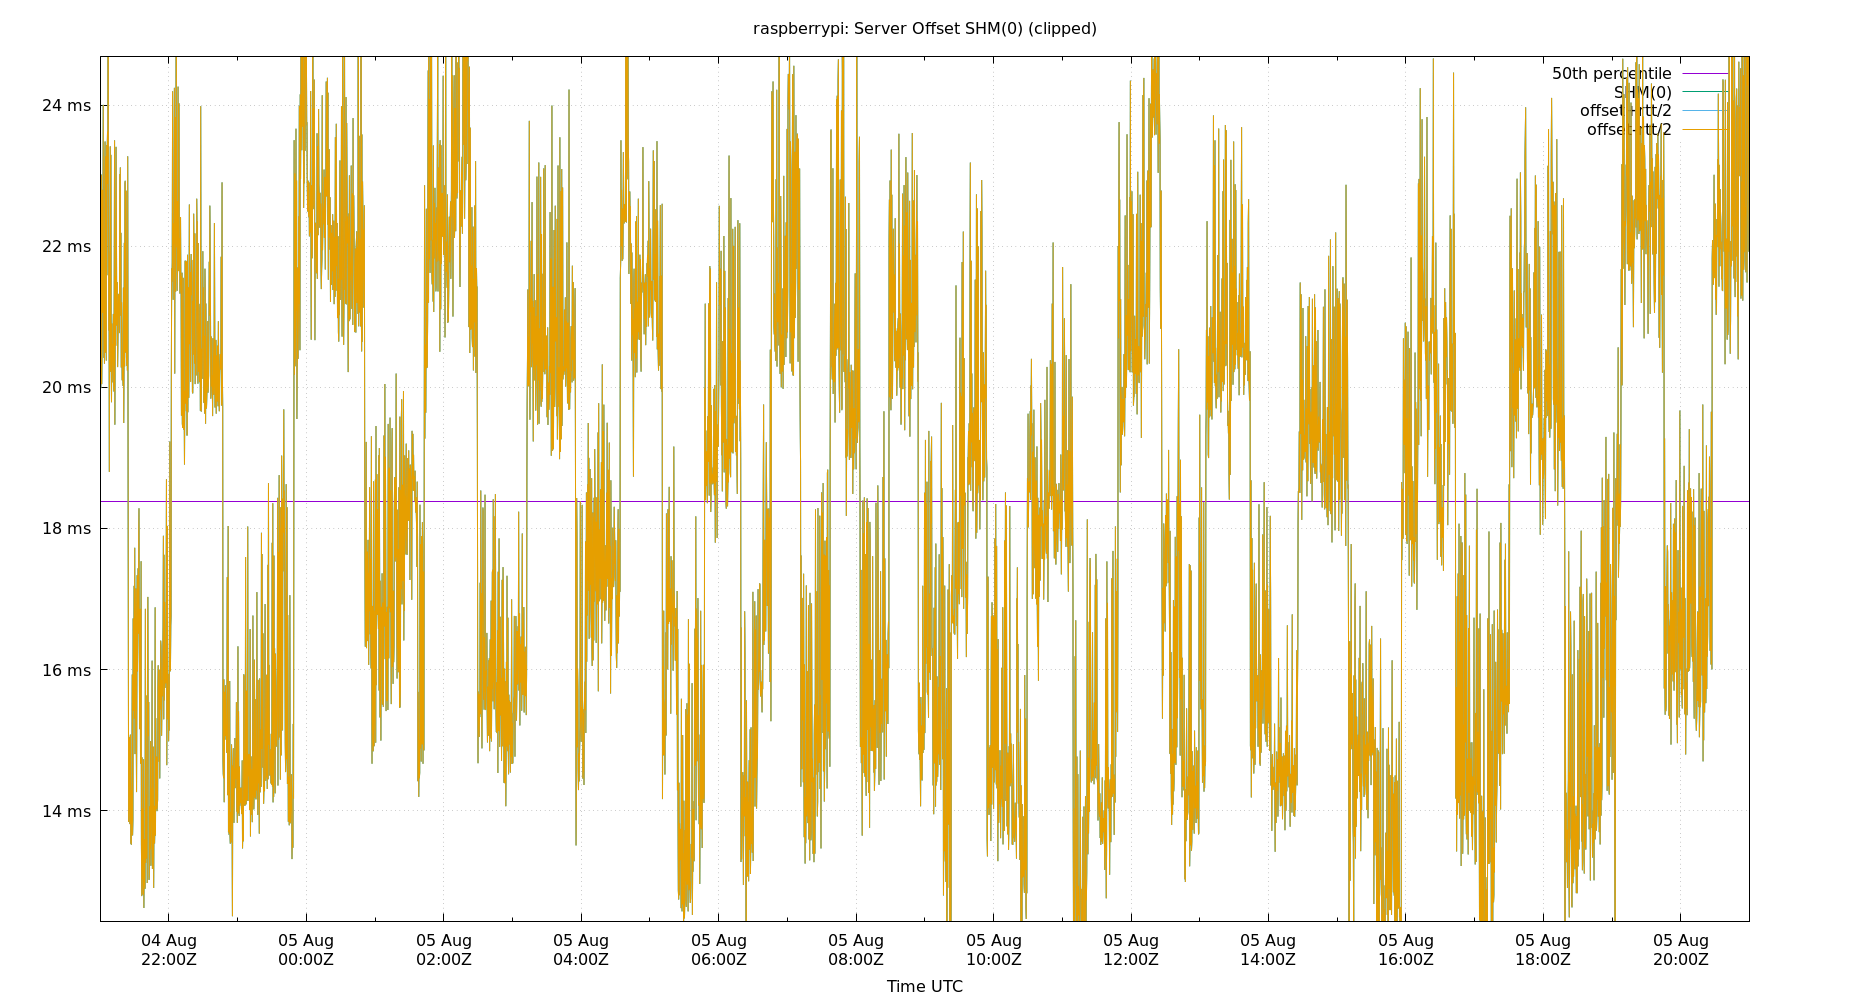 raspberrypi: Server Offset SHM(0) (clipped)
50th percentile
SHM(0)
offset+rtt/2
offset-rtt/2
24 ms
22 ms
20 ms
18 ms
16 ms
14 ms
04 Aug 05 Aug 05 Aug 05 Aug 05 Aug 05 Aug 05 Aug 05 Aug 05 Aug 05 Aug 05 Aug 05 Aug
22:00Z 00:00Z 02:00Z 04:00Z 06:00Z 08:00Z 10:00Z 12:00Z 14:00Z 16:00Z 18:00Z 20:00Z
Time UTC